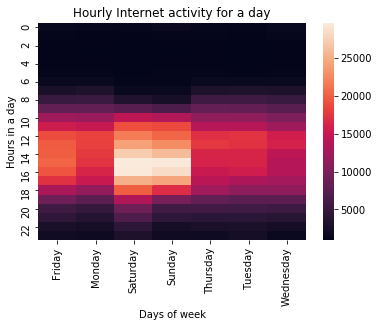 Hourly Internet activity for a day
Hours in a day
0
2
4
6
8
10
12
14
16
18
20
22
Friday
Monday
Saturday
Sunday
Thursday
Tuesday
Wednesday
Days of week
25000
20000
15000
10000
5000